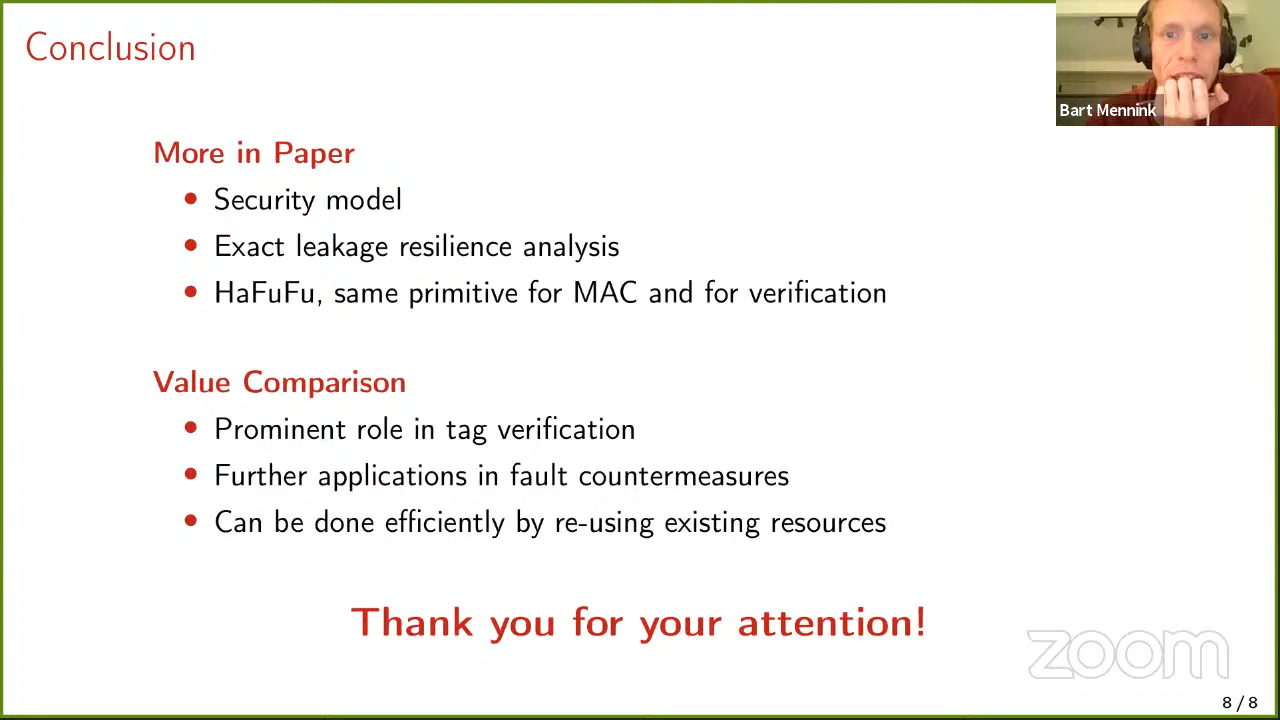 Conclusion
Bart Mennink
More in Paper
• Security model
• Exact leakage resilience analysis
• HaFuFu, same primitive for MAC and for verification
Value Comparison
• Prominent role in tag verification
• Further applications in fault countermeasures
• Can be done efficiently by re-using existing resources
Thank you for your attention!
zoom
8 / 8